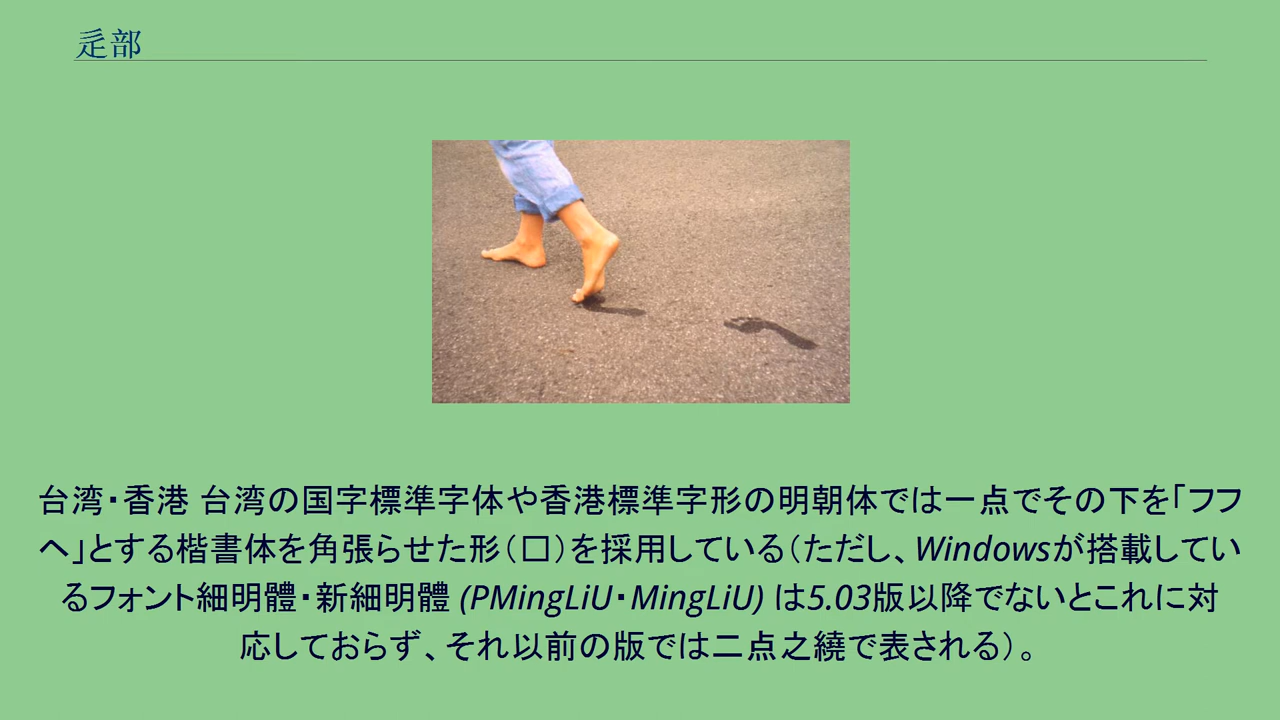 辵部
台湾・香港 台湾の国字標準字体や香港標準字形の明朝体では一点でその下を「フフ
へ」とする楷書体を角張らせた形（□）を採用している（ただし、Windowsが搭載してい
るフォント細明體・新細明體 (PMingLiU・MingLiU) は5.03版以降でないとこれに対
応しておらず、それ以前の版では二点之繞で表される）。